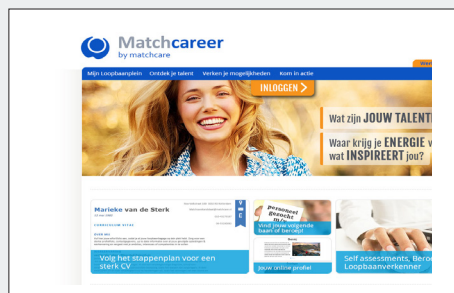 Matchcareer
by matchcare
Mijn Loopbaanplein Ontdek je talent Verken je mogelijkheden Kom in actie
INLOGGEN >
Wat zijn JOUW TALENT
Waar krijg je ENERGIE v
wat INSPIREERT jou?
Marieke van de Sterk
CURRICULUM VITAE
Volg het stappenplan voor een
sterk CV
personeel
gezocht
m/v
Vind jouw volgende
baan of beroep!
Jouw online profiel
Self assessments, Beroe
Loopbaanverkenner